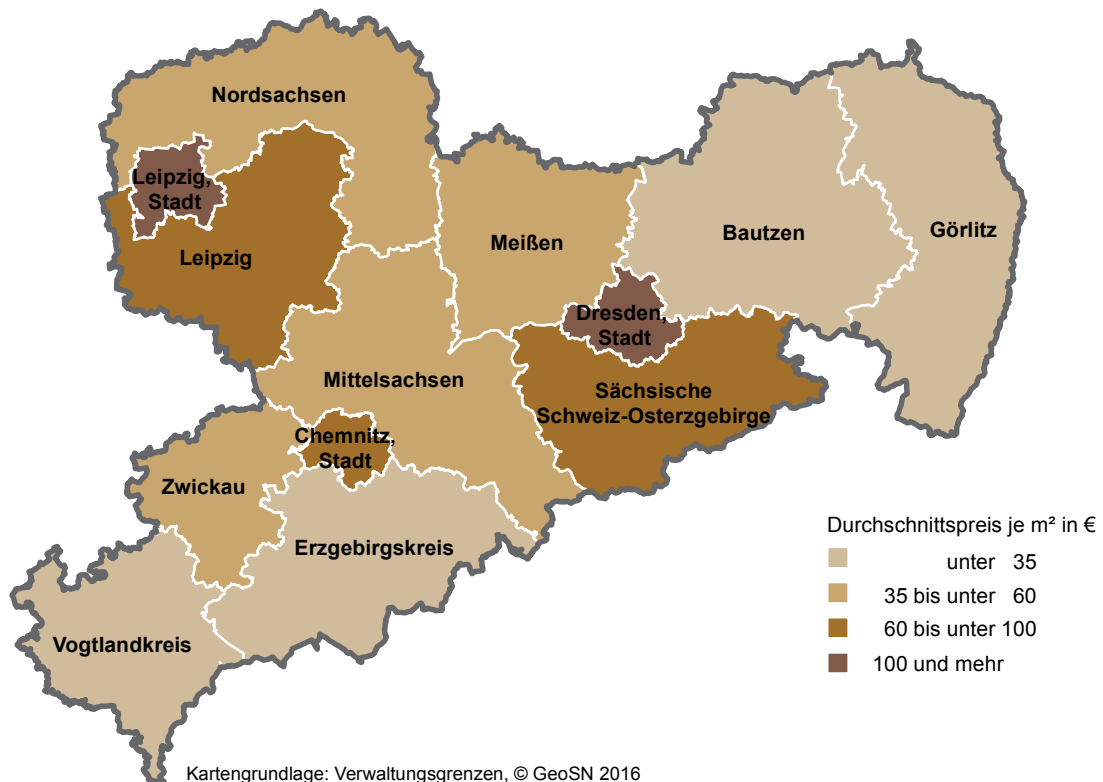 Nordsachsen
Leipzig,
Stadt
Leipzig
Meißen
Bautzen
Görlitz
Dresden,
Stadt
Mittelsachsen
Sächsische
Schweiz-Osterzgebirge
Chemnitz,
Stadt
Zwickau
Erzgebirgskreis
Vogtlandkreis
Durchschnittspreis je m² in €
unter 35
35 bis unter 60
60 bis unter 100
100 und mehr
Kartengrundlage: Verwaltungsgrenzen, © GeoSN 2016